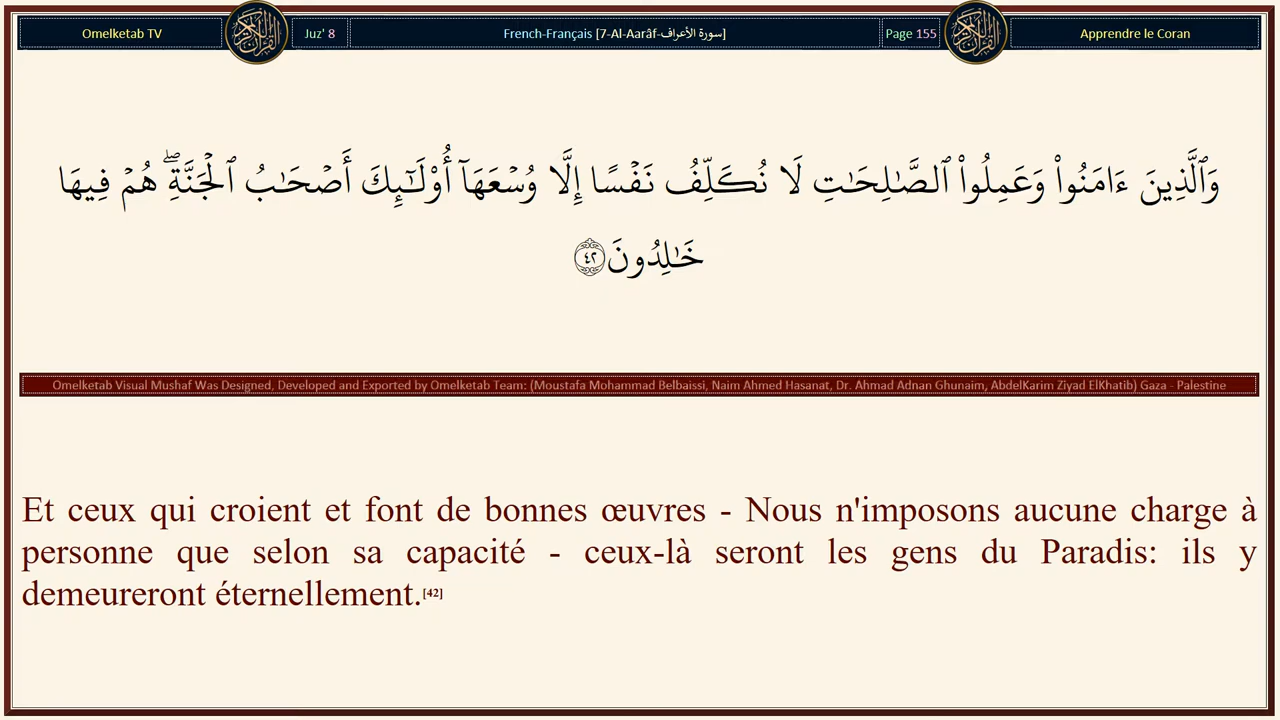 Omelketab TV
Juz' 8
French-Français [7-Al-Aarâf-سورة الأعراف]
Page 155
Apprendre le Coran
وَٱلَّذِينَ ءَامَنُوا۟ وَعَمِلُوا۟ ٱلصَّـٰلِحَـٰتِ لَا نُكَلِّفُ نَفْسًا إِلَّا وُسْعَهَآ أُو۟لَـٰٓئِكَ أَصْحَـٰبُ ٱلْجَنَّةِ ۖ هُمْ فِيهَا
خَـٰلِدُونَ ٤٢
Omelketab Visual Mushaf Was Designed, Developed and Exported by Omelketab Team: (Moustafa Mohammad Belbaissi, Naim Ahmed Hasanat, Dr. Ahmad Adnan Ghunaim, AbdelKarim Ziyad ElKhatib) Gaza - Palestine
Et ceux qui croient et font de bonnes œuvres - Nous n'imposons aucune charge à
personne que selon sa capacité - ceux-là seront les gens du Paradis: ils y
demeureront éternellement.[42]